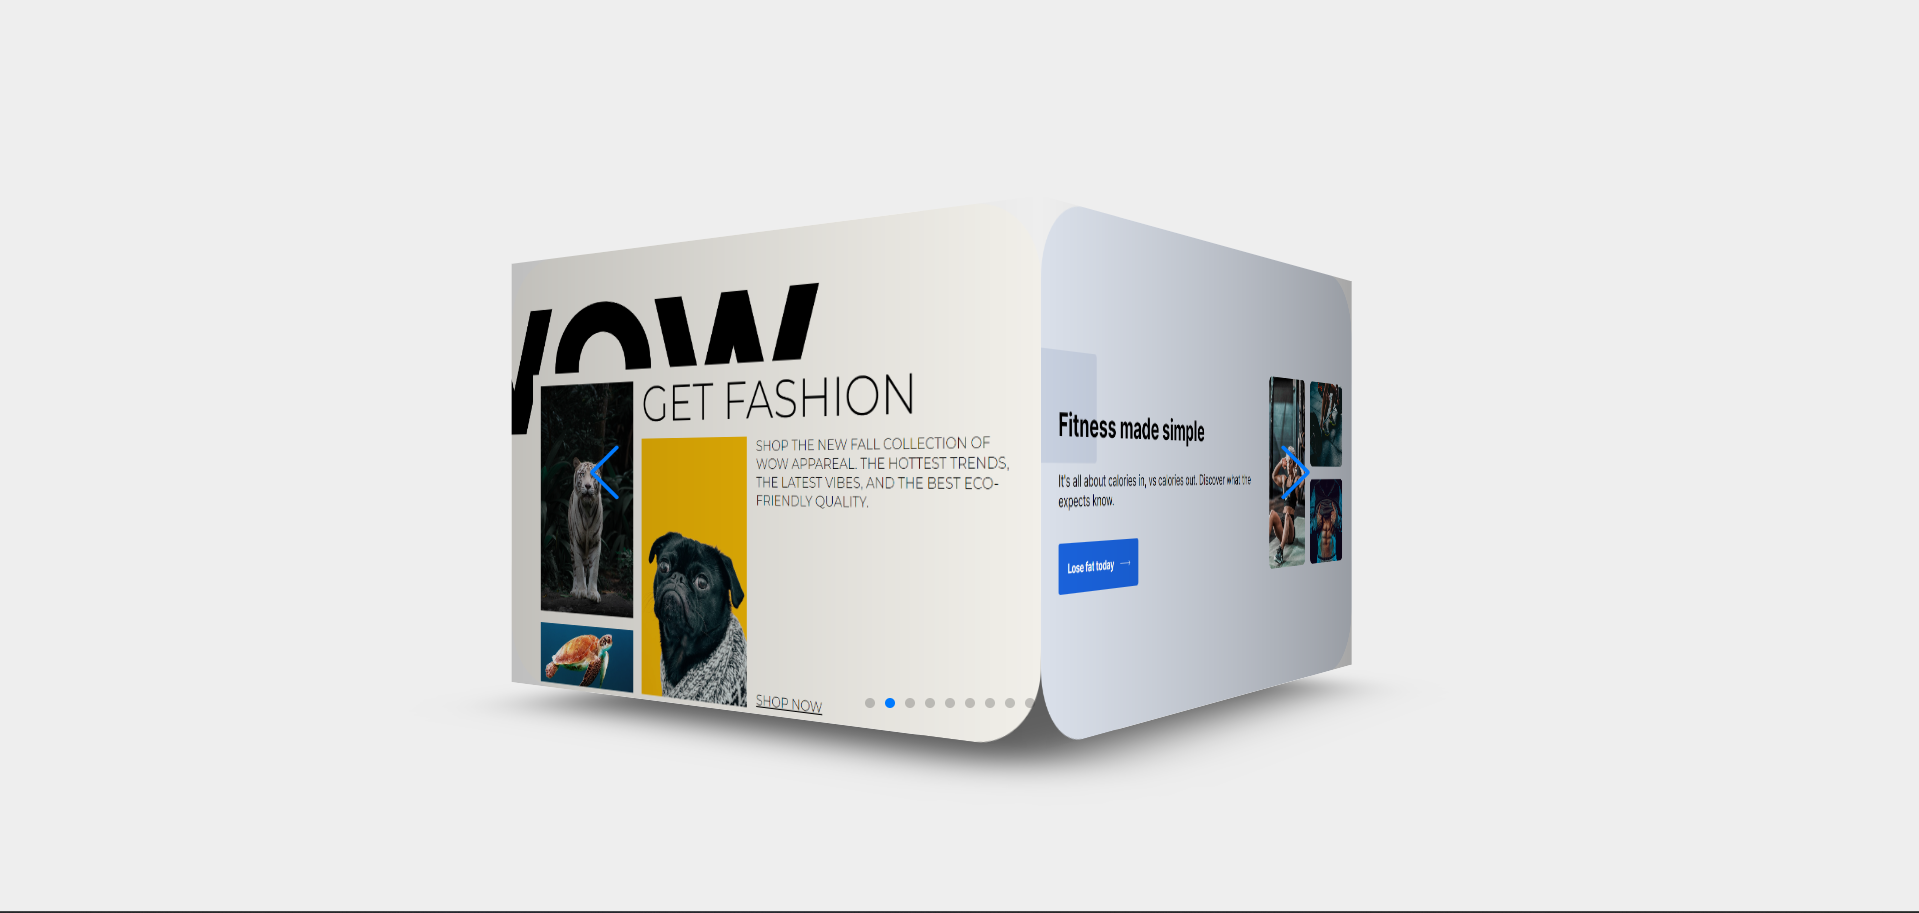 WOW
GET FASHION
SHOP THE NEW FALL COLLECTION OF
WOW APPAREAL. THE HOTTEST TRENDS,
THE LATEST VIBES, AND THE BEST ECO-
FRIENDLY QUALITY.
SHOP NOW
Fitness made simple
It's all about calories in, vs calories out. Discover what the
expects know.
Lose fat today